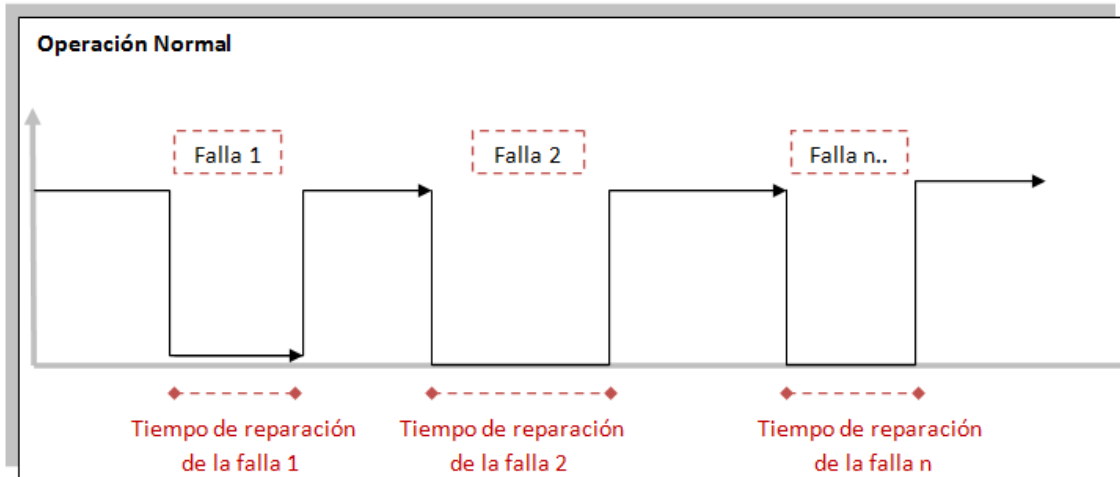 Operación Normal
Falla 1
Falla 2
Falla n..
Tiempo de reparación
de la falla 1
Tiempo de reparación
de la falla 2
Tiempo de reparación
de la falla n